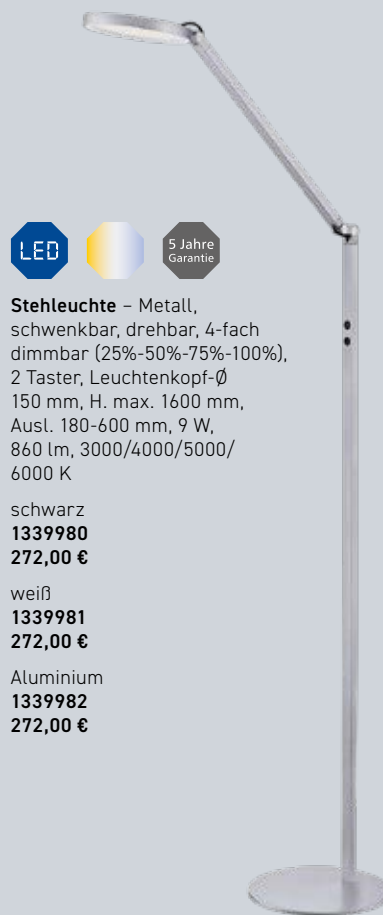 LED
5 Jahre
Garantie
Stehleuchte – Metall,
schwenkbar, drehbar, 4-fach
dimmbar (25%-50%-75%-100%),
2 Taster, Leuchtenkopf-Ø
150 mm, H. max. 1600 mm,
Ausl. 180-600 mm, 9 W,
860 lm, 3000/4000/5000/
6000 K
schwarz
1339980
272,00 €
weiß
1339981
272,00 €
Aluminium
1339982
272,00 €